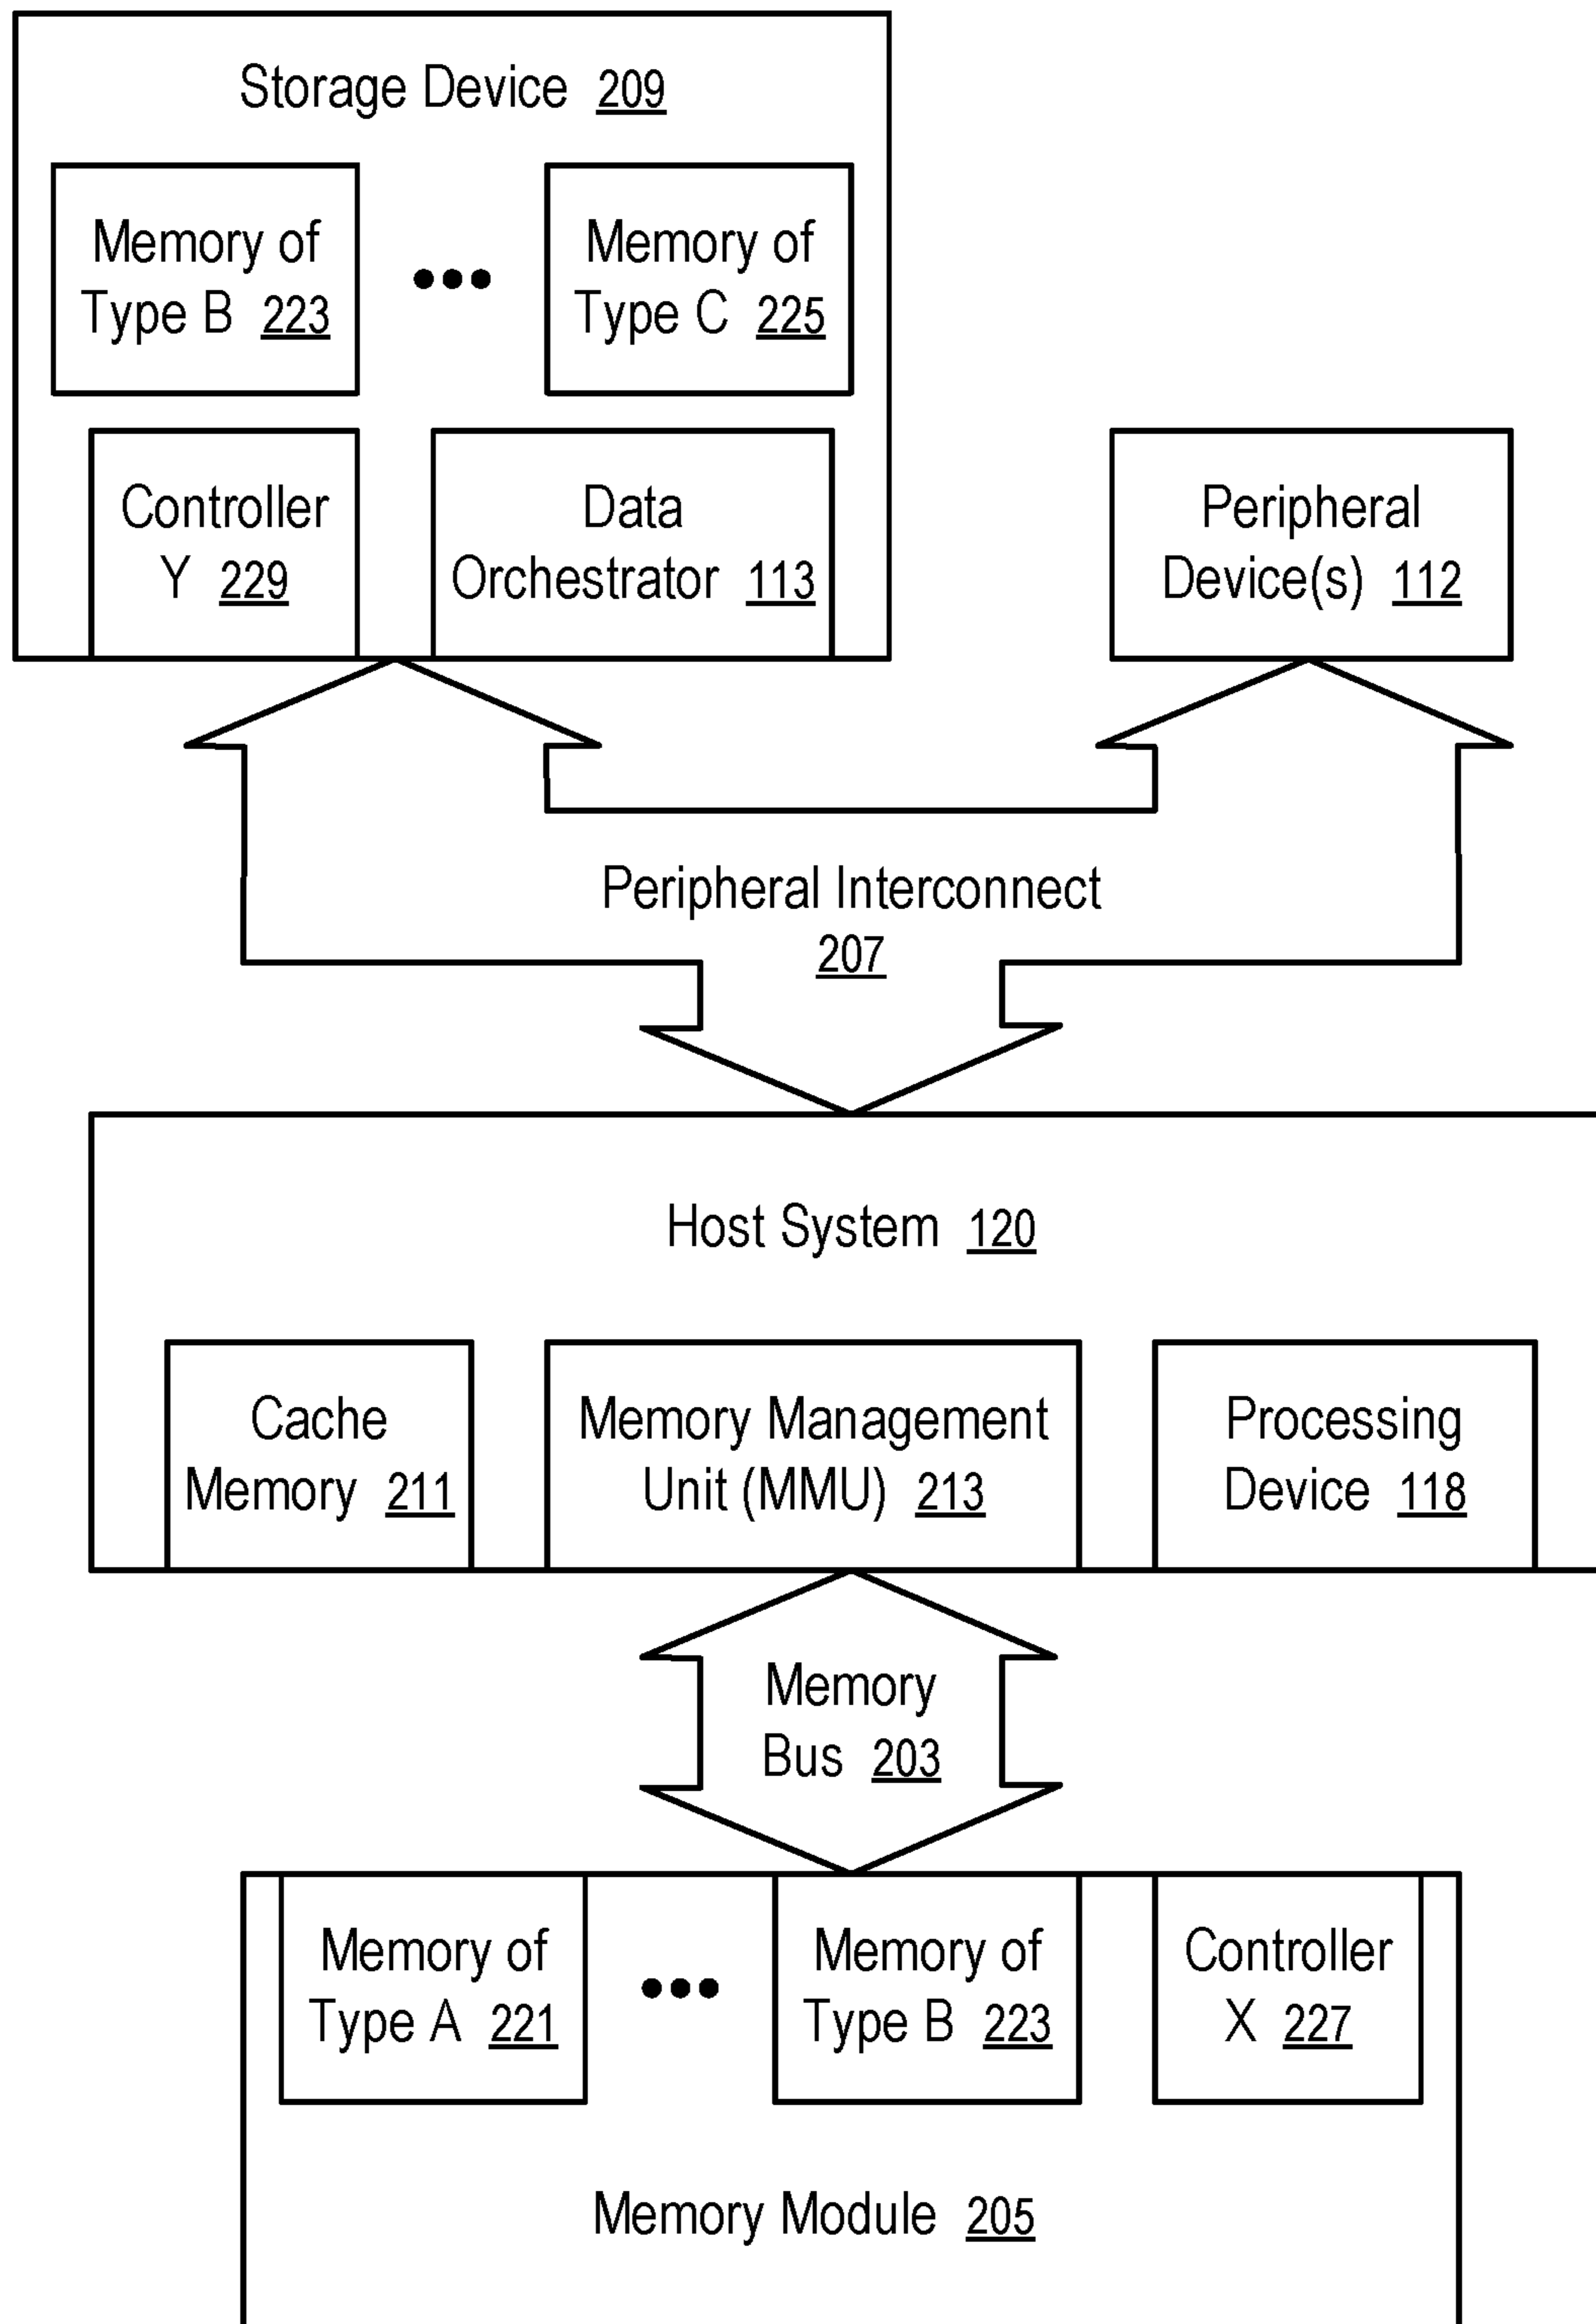 Storage Device 209
Memory of
Type B 223
Memory of
Type C 225
Controller
Y 229
Data
Orchestrator 113
Peripheral
Device(s) 112
Peripheral Interconnect
207
Host System 120
Cache
Memory 211
Memory Management
Unit (MMU) 213
Processing
Device 118
Memory
Bus 203
Memory of
Type A 221
Memory of
Type B 223
Controller
X 227
Memory Module 205